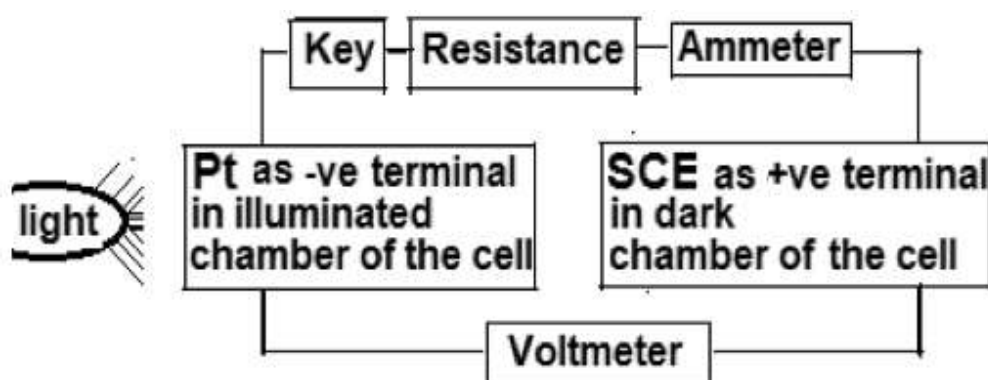 Key
Resistance
Ammeter
light
Pt as -ve terminal
in illuminated
chamber of the cell
SCE as +ve terminal
in dark
chamber of the cell
Voltmeter